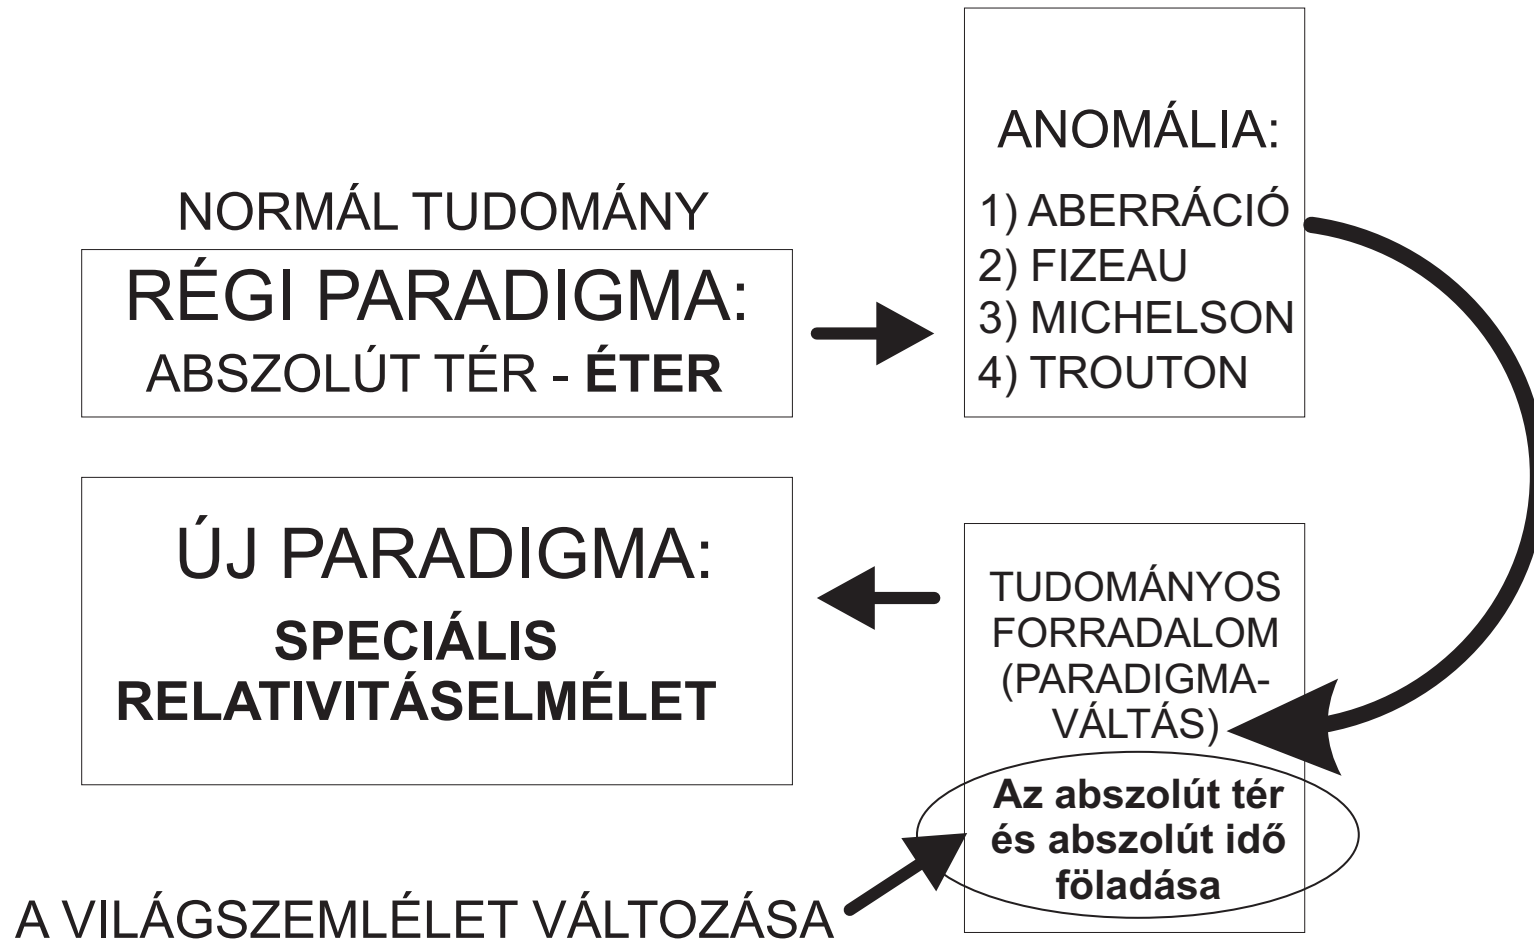 NORMÁL TUDOMÁNY
RÉGI PARADIGMA:
ABSZOLÚT TÉR - ÉTER
ANOMÁLIA:
1) ABERRÁCIÓ
2) FIZEAU
3) MICHELSON
4) TROUTON
TUDOMÁNYOS
FORRADALOM
(PARADIGMA-
VÁLTÁS)
Az abszolút tér
és abszolút idő
föladása
ÚJ PARADIGMA:
SPECIÁLIS
RELATIVITÁSELMÉLET
A VILÁGSZEMLÉLET VÁLTOZÁSA